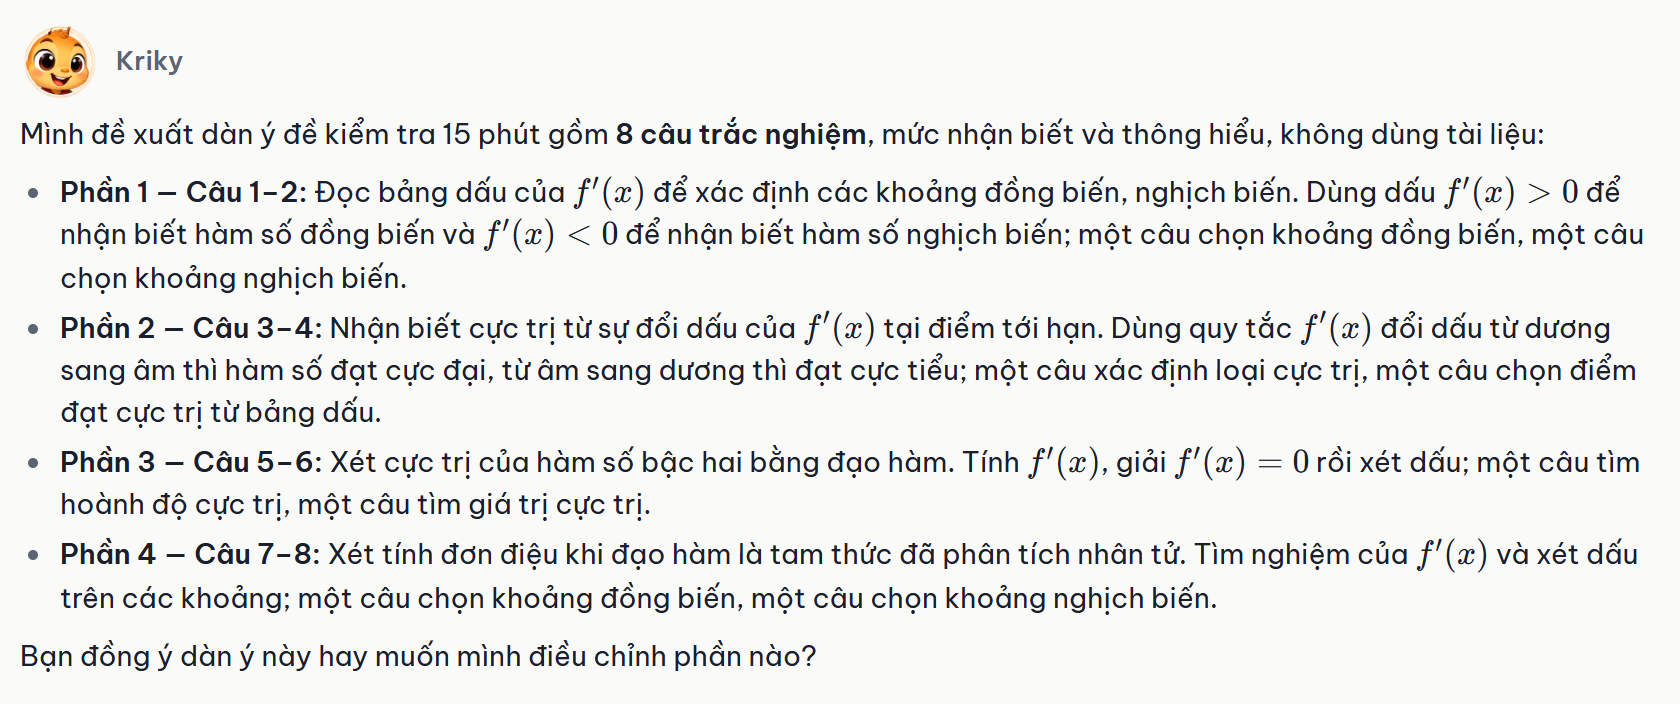 Kriky
Mình đề xuất dàn ý đề kiểm tra 15 phút gồm 8 câu trắc nghiệm, mức nhận biết và thông hiểu, không dùng tài liệu:
• Phần 1 — Câu 1–2: Đọc bảng dấu của f′(x) để xác định các khoảng đồng biến, nghịch biến. Dùng dấu f′(x) > 0 để
nhận biết hàm số đồng biến và f′(x) < 0 để nhận biết hàm số nghịch biến; một câu chọn khoảng đồng biến, một câu
chọn khoảng nghịch biến.
• Phần 2 — Câu 3–4: Nhận biết cực trị từ sự đổi dấu của f′(x) tại điểm tới hạn. Dùng quy tắc f′(x) đổi dấu từ dương
sang âm thì hàm số đạt cực đại, từ âm sang dương thì đạt cực tiểu; một câu xác định loại cực trị, một câu chọn điểm
đạt cực trị từ bảng dấu.
• Phần 3 — Câu 5–6: Xét cực trị của hàm số bậc hai bằng đạo hàm. Tính f′(x), giải f′(x) = 0 rồi xét dấu; một câu tìm
hoành độ cực trị, một câu tìm giá trị cực trị.
• Phần 4 — Câu 7–8: Xét tính đơn điệu khi đạo hàm là tam thức đã phân tích nhân tử. Tìm nghiệm của f′(x) và xét dấu
trên các khoảng; một câu chọn khoảng đồng biến, một câu chọn khoảng nghịch biến.
Bạn đồng ý dàn ý này hay muốn mình điều chỉnh phần nào?